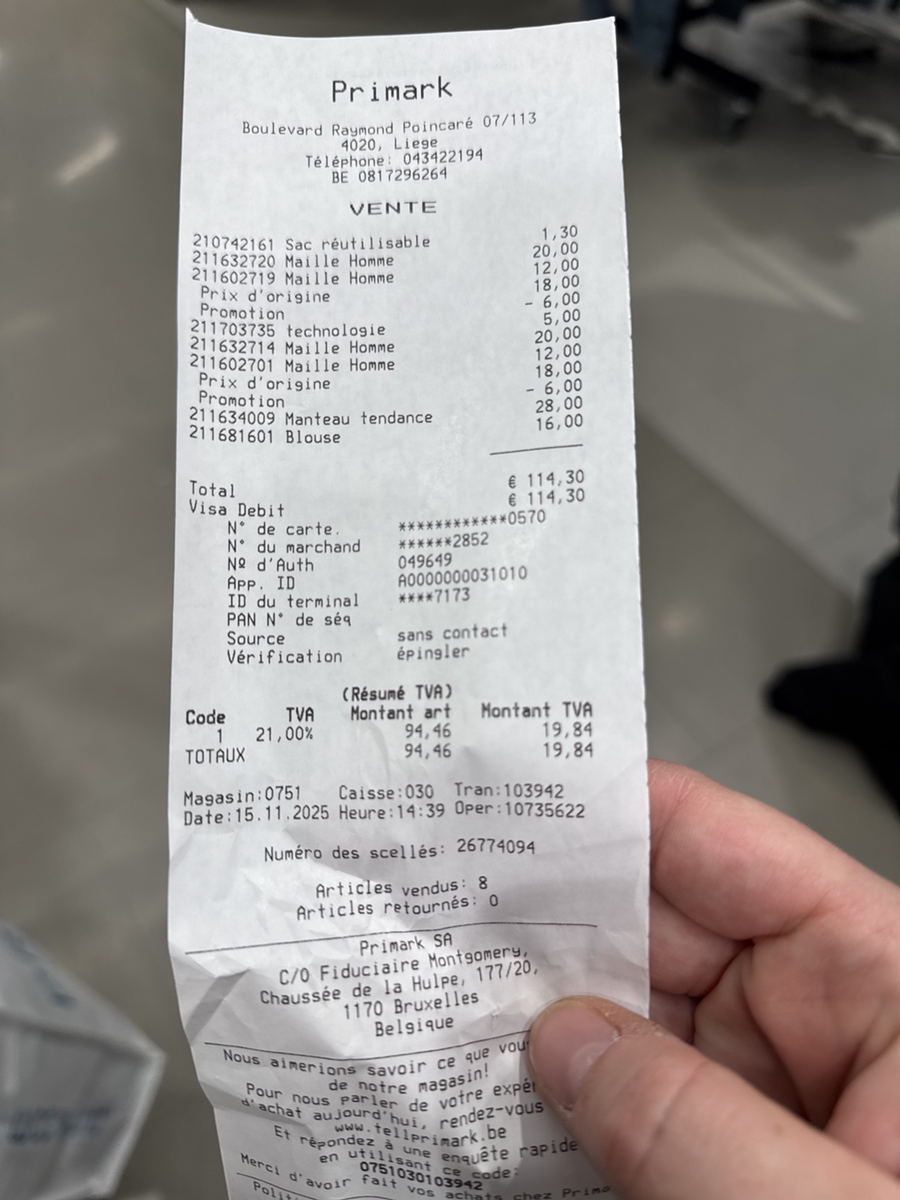 Primark
Boulevard Raymond Poincaré 07/113
4020, Liege
Téléphone: 043422194
BE 0817296264
VENTE
210742161 Sac réutilisable 1,30
211632720 Maille Homme 20,00
211602719 Maille Homme 12,00
Prix d'origine 18,00
Promotion - 6,00
211703735 technologie 5,00
211632714 Maille Homme 20,00
211602701 Maille Homme 12,00
Prix d'origine 18,00
Promotion - 6,00
211634009 Manteau tendance 28,00
211681601 Blouse 16,00
Total € 114,30
Visa Debit € 114,30
N° de carte. ************0570
N° du marchand ******2852
Nº d'Auth 049649
App. ID A0000000031010
ID du terminal ****7173
PAN N° de séq
Source sans contact
Vérification épingler
(Résumé TVA)
Code TVA Montant art Montant TVA
1 21,00% 94,46 19,84
TOTAUX 94,46 19,84
Magasin:0751 Caisse:030 Tran:103942
Date:15.11.2025 Heure:14:39 Oper:10735622
Numéro des scellés: 26774094
Articles vendus: 8
Articles retournés: 0
Primark SA
C/O Fiduciaire Montgomery,
Chaussée de la Hulpe, 177/20,
1170 Bruxelles
Belgique
Nous aimerions savoir ce que vou
de notre magasin!
Pour nous parler de votre expér
d'achat aujourd'hui, rendez-vous
www.tellprimark.be
Et répondez à une enquête rapide
en utilisant ce code:
0751030103942
Merci d'avoir fait vos achats chez Prima
Polit